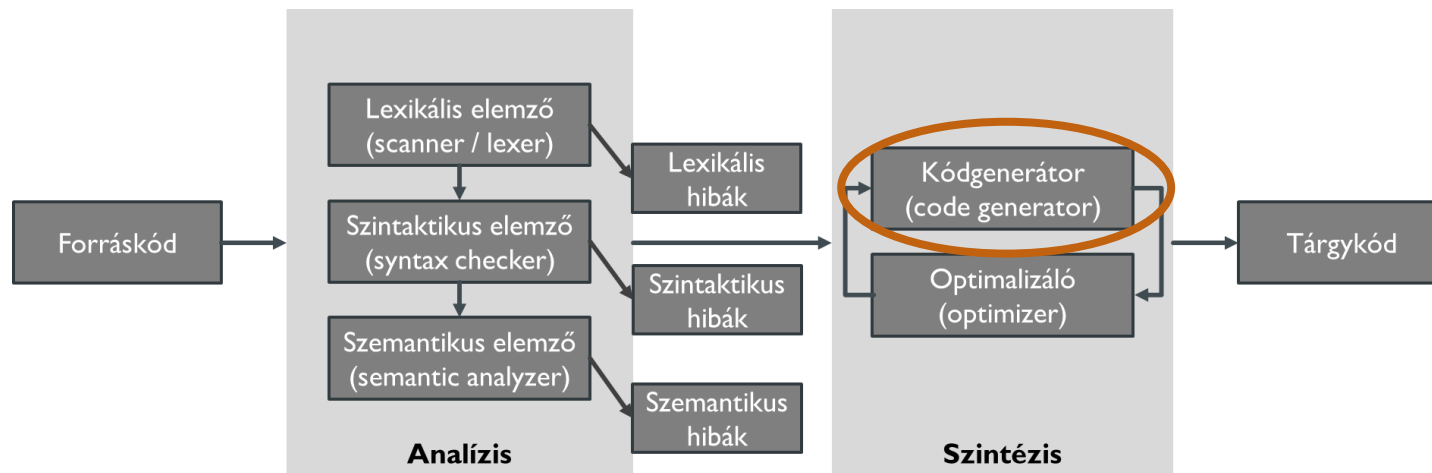 Forráskód
Lexikális elemző
(scanner / lexer)
Lexikális
hibák
Szintaktikus elemző
(syntax checker)
Szintaktikus
hibák
Szemantikus elemző
(semantic analyzer)
Szemantikus
hibák
Analízis
Kódgenerátor
(code generator)
Optimalizáló
(optimizer)
Szintézis
Tárgykód